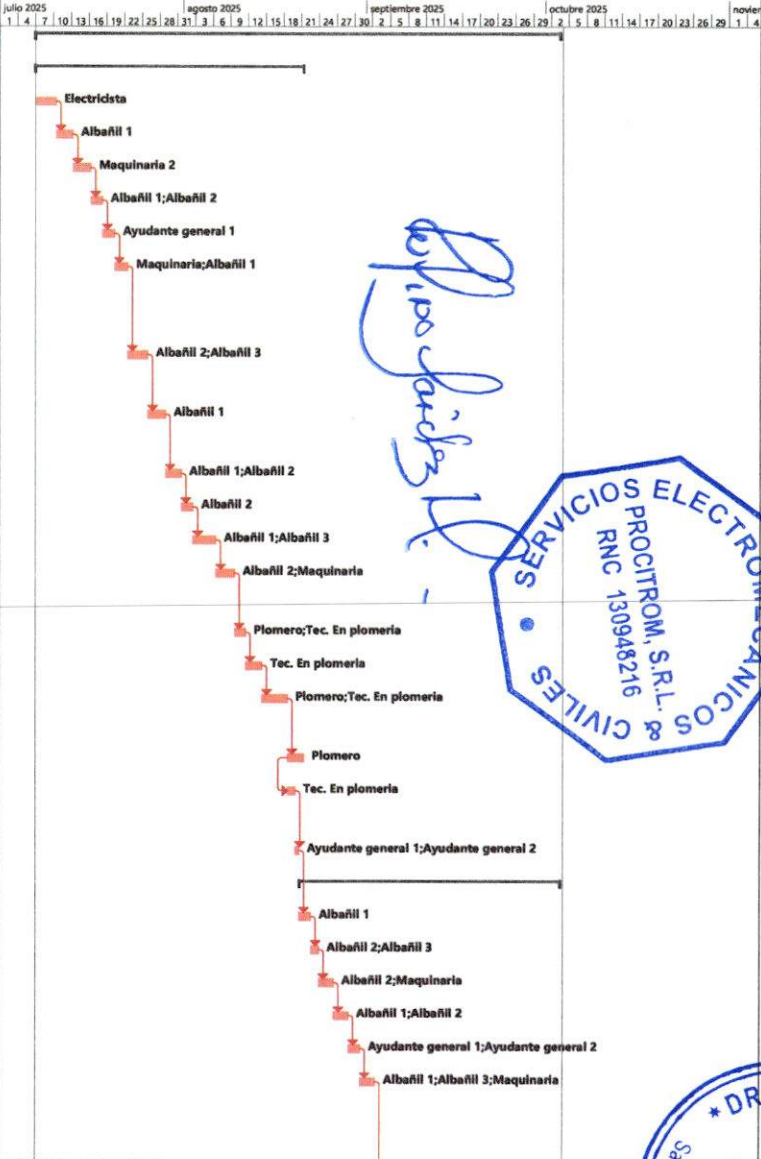 julio 2025 agosto 2025 septiembre 2025 octubre 2025 novier
1 4 7 10 13 16 19 22 25 28 31 3 6 9 12 15 18 21 24 27 30 2 5 8 11 14 17 20 23 26 29 2 5 8 11 14 17 20 23 26 29 1 4
Electricista
Albañil 1
Maquinaria 2
Albañil 1;Albañil 2
Ayudante general 1
Maquinaria;Albañil 1
Albañil 2;Albañil 3
Albañil 1
Albañil 1;Albañil 2
Albañil 2
Albañil 1;Albañil 3
Albañil 2;Maquinaria
Plomero;Tec. En plomeria
Tec. En plomeria
Plomero;Tec. En plomeria
Plomero
Tec. En plomeria
Ayudante general 1;Ayudante general 2
Albañil 1
Albañil 2;Albañil 3
Albañil 2;Maquinaria
Albañil 1;Albañil 2
Ayudante general 1;Ayudante general 2
Albañil 1;Albañil 3;Maquinaria
SERVICIOS ELECTROMECANICOS & CIVILES
PROCITROM, S.R.L.
RNC 130948216
*DR